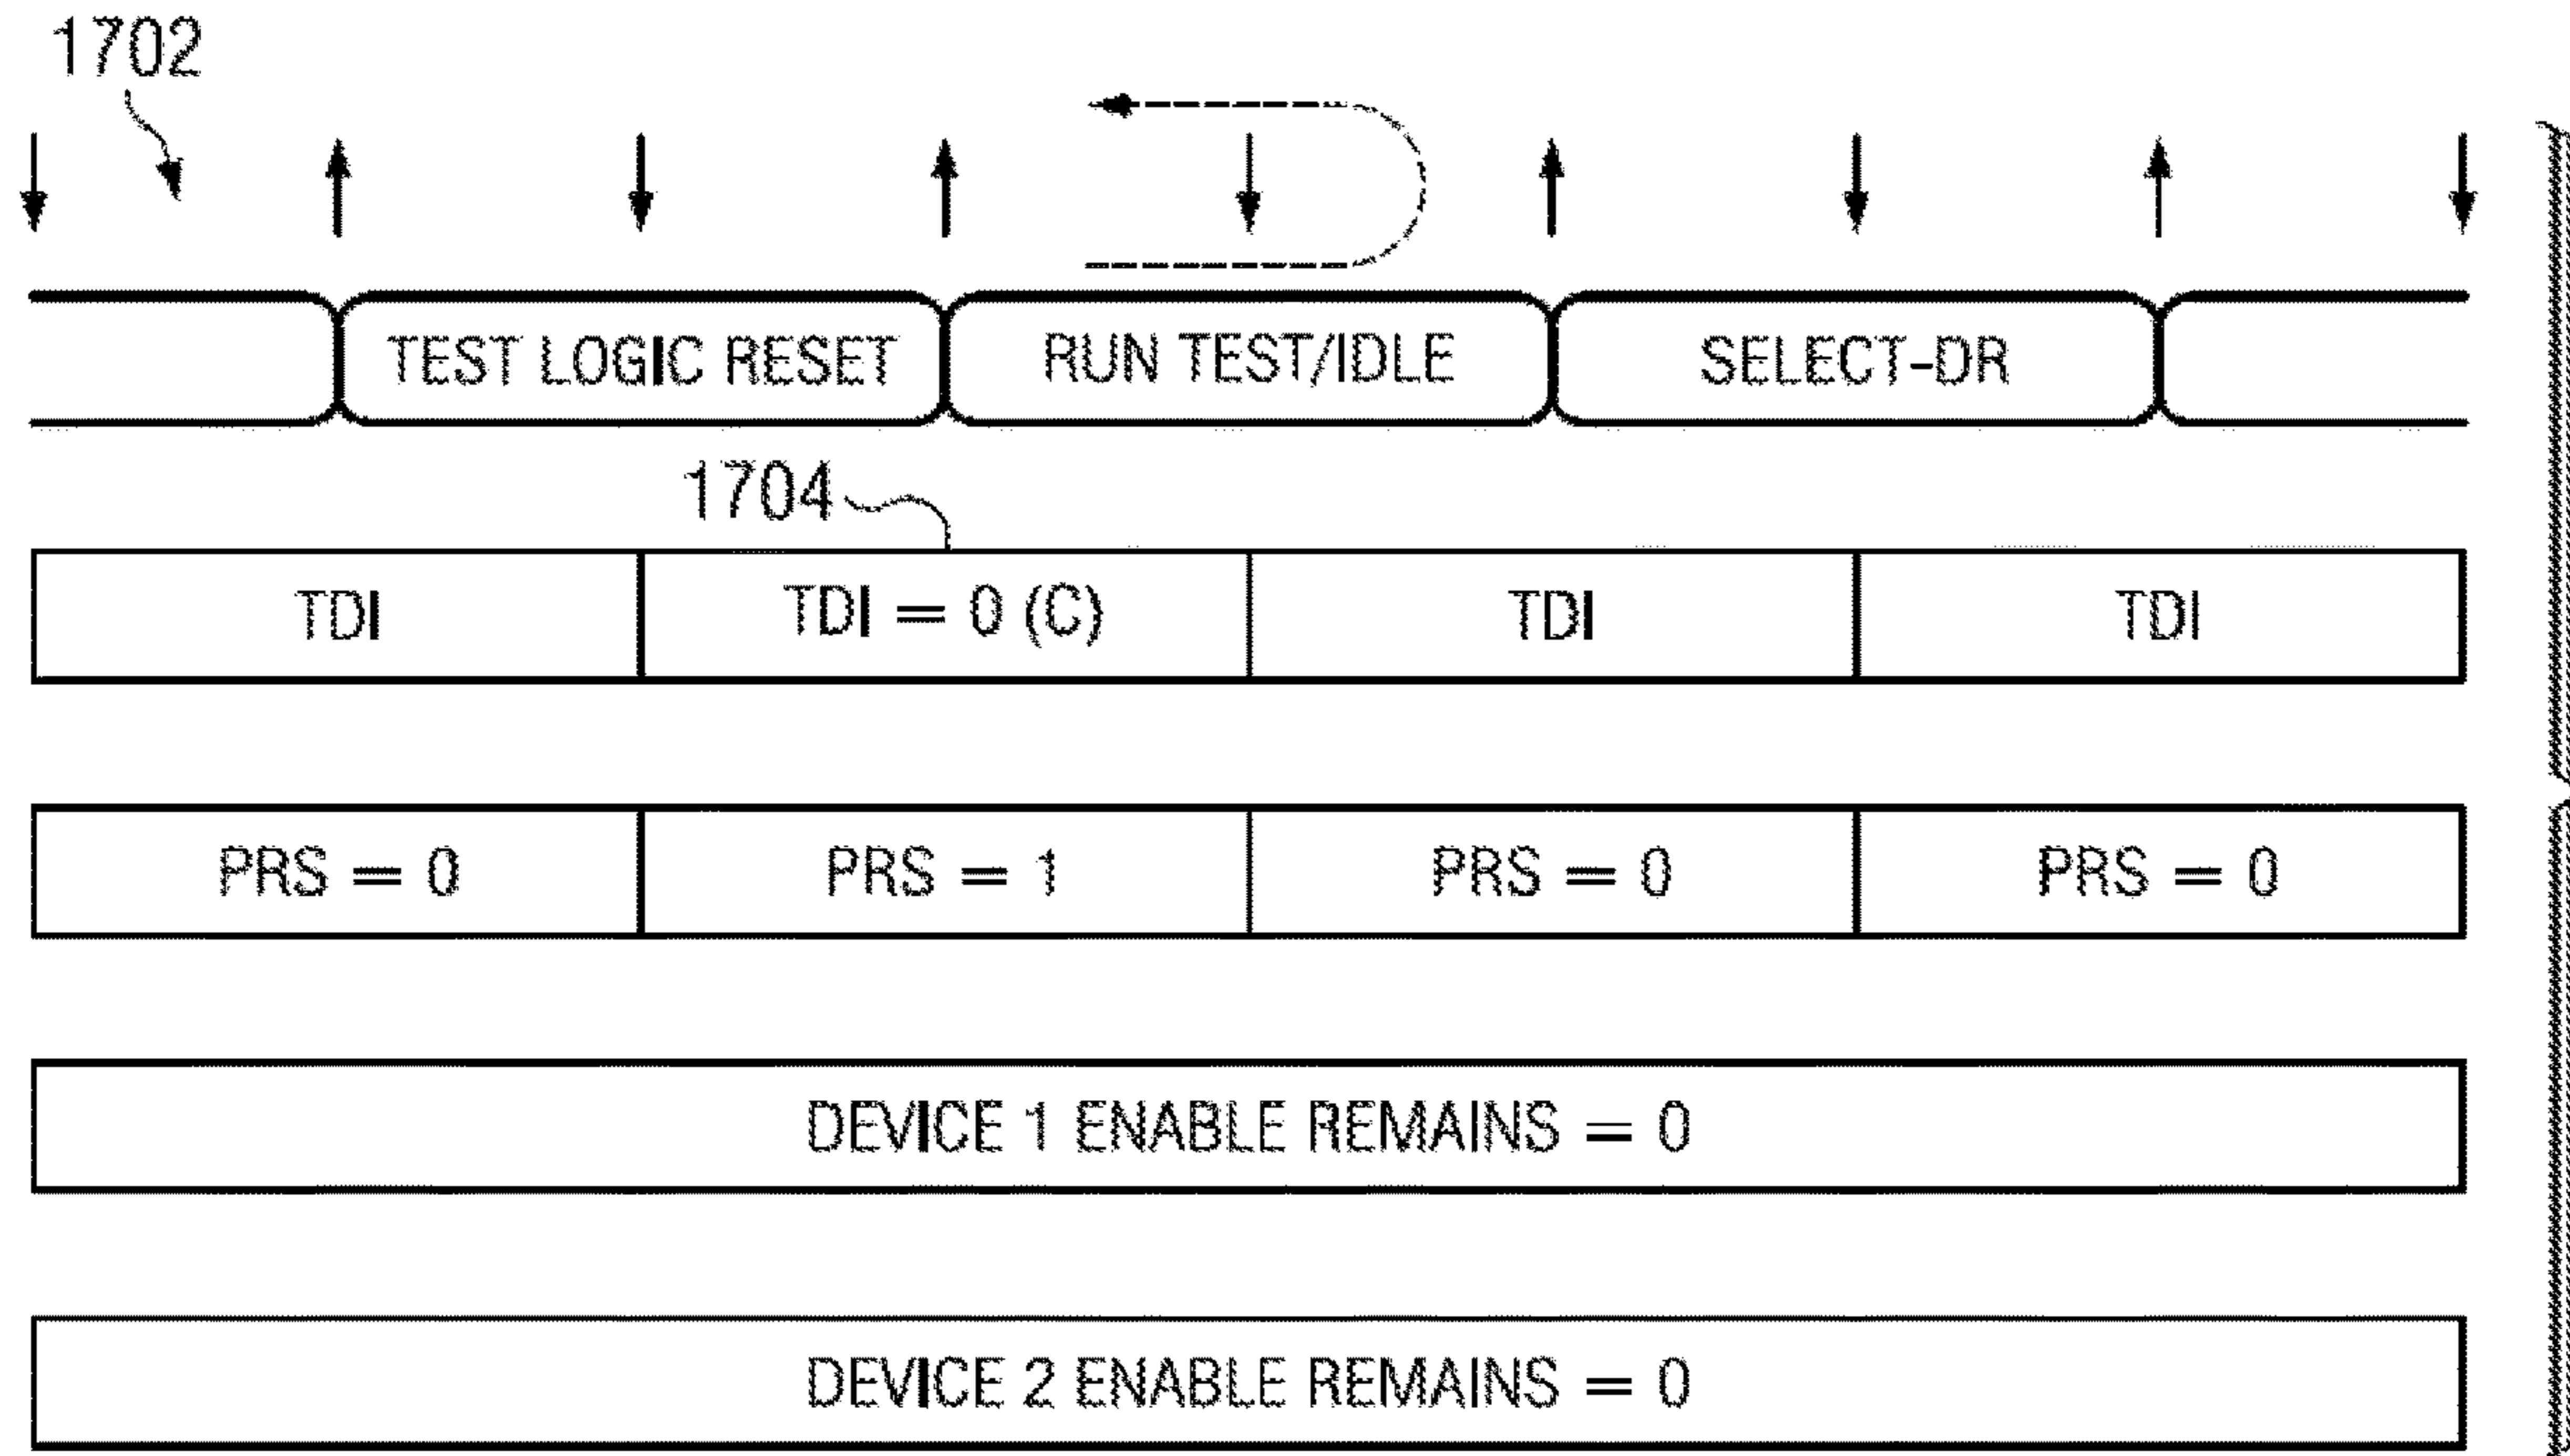 1702
TEST LOGIC RESET RUN TEST/IDLE SELECT-DR
1704
TDI TDI = 0 (C) TDI TDI
PRS = 0 PRS = 1 PRS = 0 PRS = 0
DEVICE 1 ENABLE REMAINS = 0
DEVICE 2 ENABLE REMAINS = 0